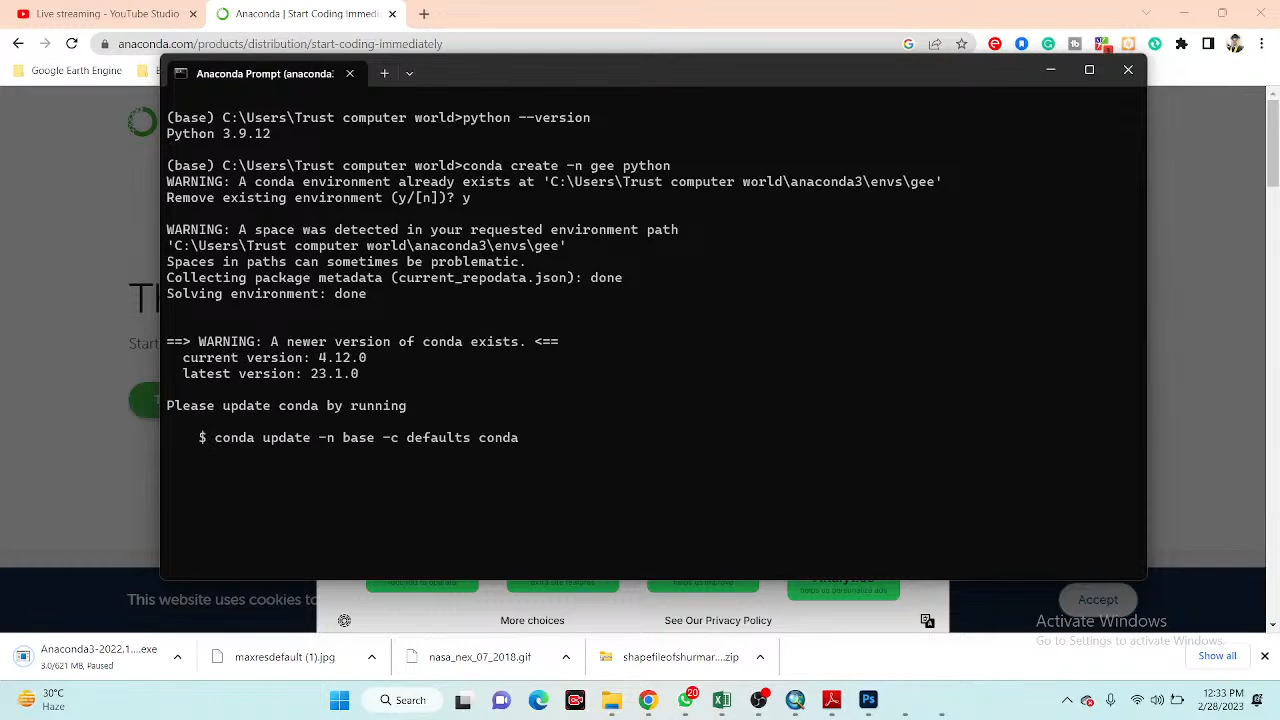 Live streaming - YouTube Studio
Anaconda | Start Coding Immedi
anaconda.com/products/distribution/start-coding-immediately
Google Earth Engine
Anaconda Prompt (anaconda
(base) C:\Users\Trust computer world>python --version
Python 3.9.12
(base) C:\Users\Trust computer world>conda create -n gee python
WARNING: A conda environment already exists at 'C:\Users\Trust computer world\anaconda3\envs\gee'
Remove existing environment (y/[n])? y
WARNING: A space was detected in your requested environment path
'C:\Users\Trust computer world\anaconda3\envs\gee'
Spaces in paths can sometimes be problematic.
Collecting package metadata (current_repodata.json): done
Solving environment: done
==> WARNING: A newer version of conda exists. <==
current version: 4.12.0
latest version: 23.1.0
Please update conda by running
$ conda update -n base -c defaults conda
Start
This website uses cookies to
More choices
See Our Privacy Policy
Accept
Activate Windows
Go to Settings to activate Windows.
Anaconda3-2022.1....exe
3.0/621 MB, Paused
maxresdefault (1).jpg
nasa_nex_07_2018.gif
shapefileofshurmar....zip
Show all
30°C
Haze
Search
20
12:33 PM
2/28/2023